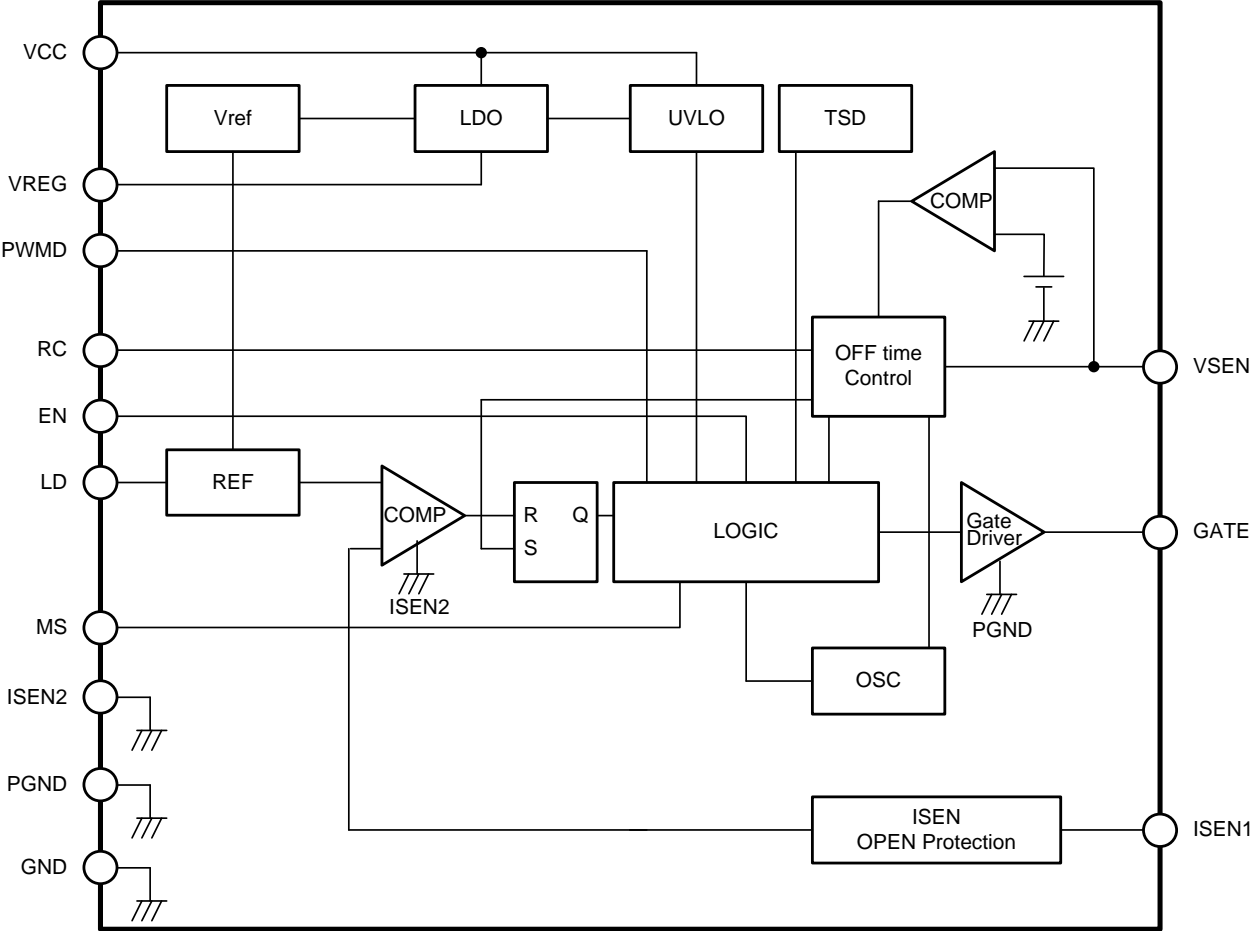 VCC
Vref
LDO
UVLO
TSD
VREG
COMP
PWMD
RC
OFF time
Control
VSEN
EN
LD
REF
COMP
R
Q
S
LOGIC
Gate
Driver
GATE
ISEN2
MS
PGND
OSC
ISEN2
PGND
ISEN
OPEN Protection
ISEN1
GND